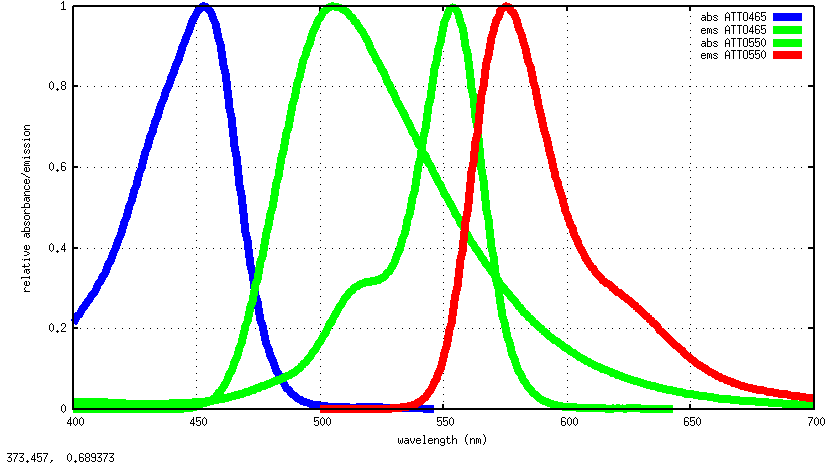 1
abs ATTO465
ems ATTO465
abs ATTO550
ems ATTO550
0.8
0.6
0.4
0.2
0
relative absorbance/emission
400 450 500 550 600 650 700
wavelength (nm)
373.457, 0.689373